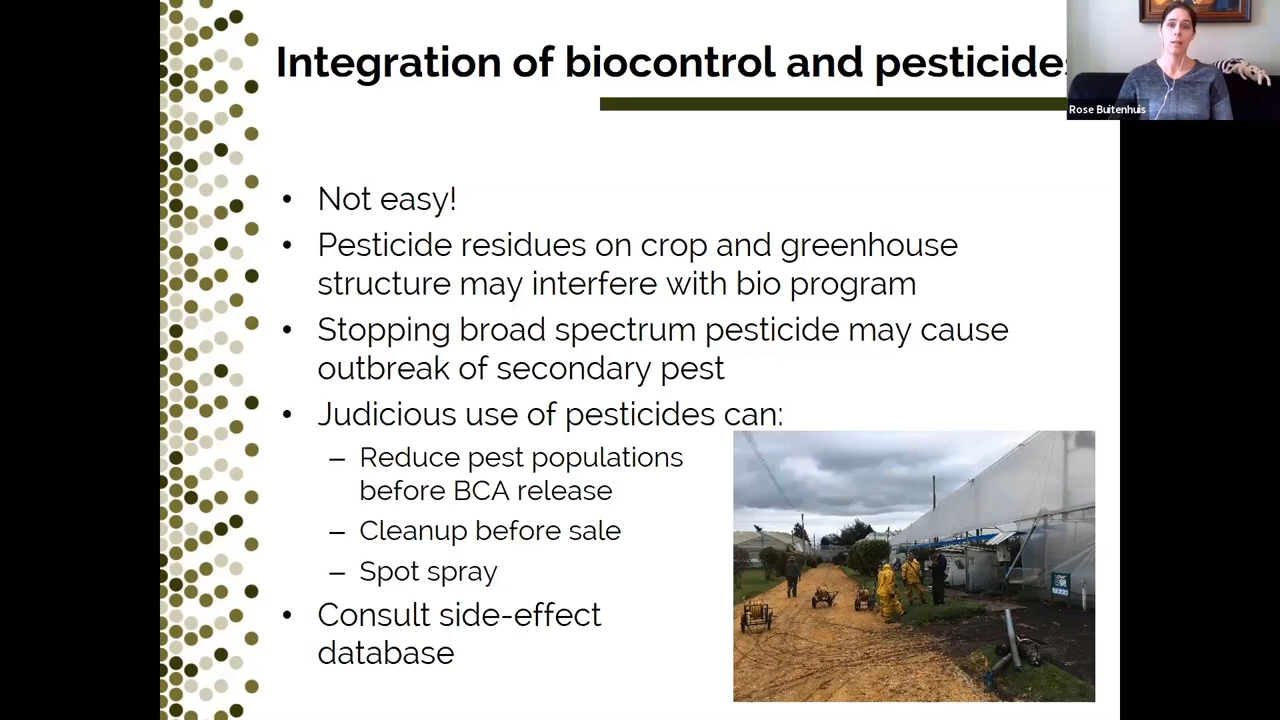 Integration of biocontrol and pesticides
Rose Buitenhuis
• Not easy!
• Pesticide residues on crop and greenhouse
structure may interfere with bio program
• Stopping broad spectrum pesticide may cause
outbreak of secondary pest
• Judicious use of pesticides can:
– Reduce pest populations
before BCA release
– Cleanup before sale
– Spot spray
• Consult side-effect
database